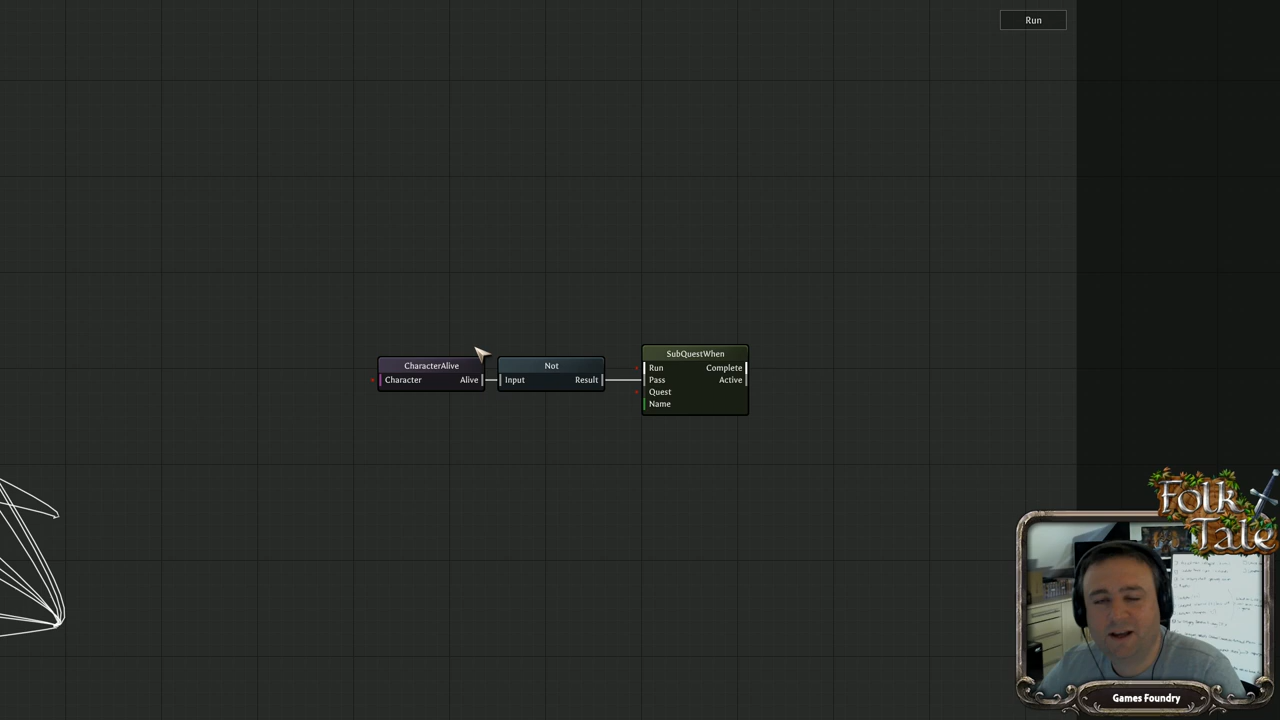 Run
CharacterAlive
Character Alive
Not
Input Result
SubQuestWhen
Run Complete
Pass Active
Quest
Name
Folk
Tale
Games Foundry